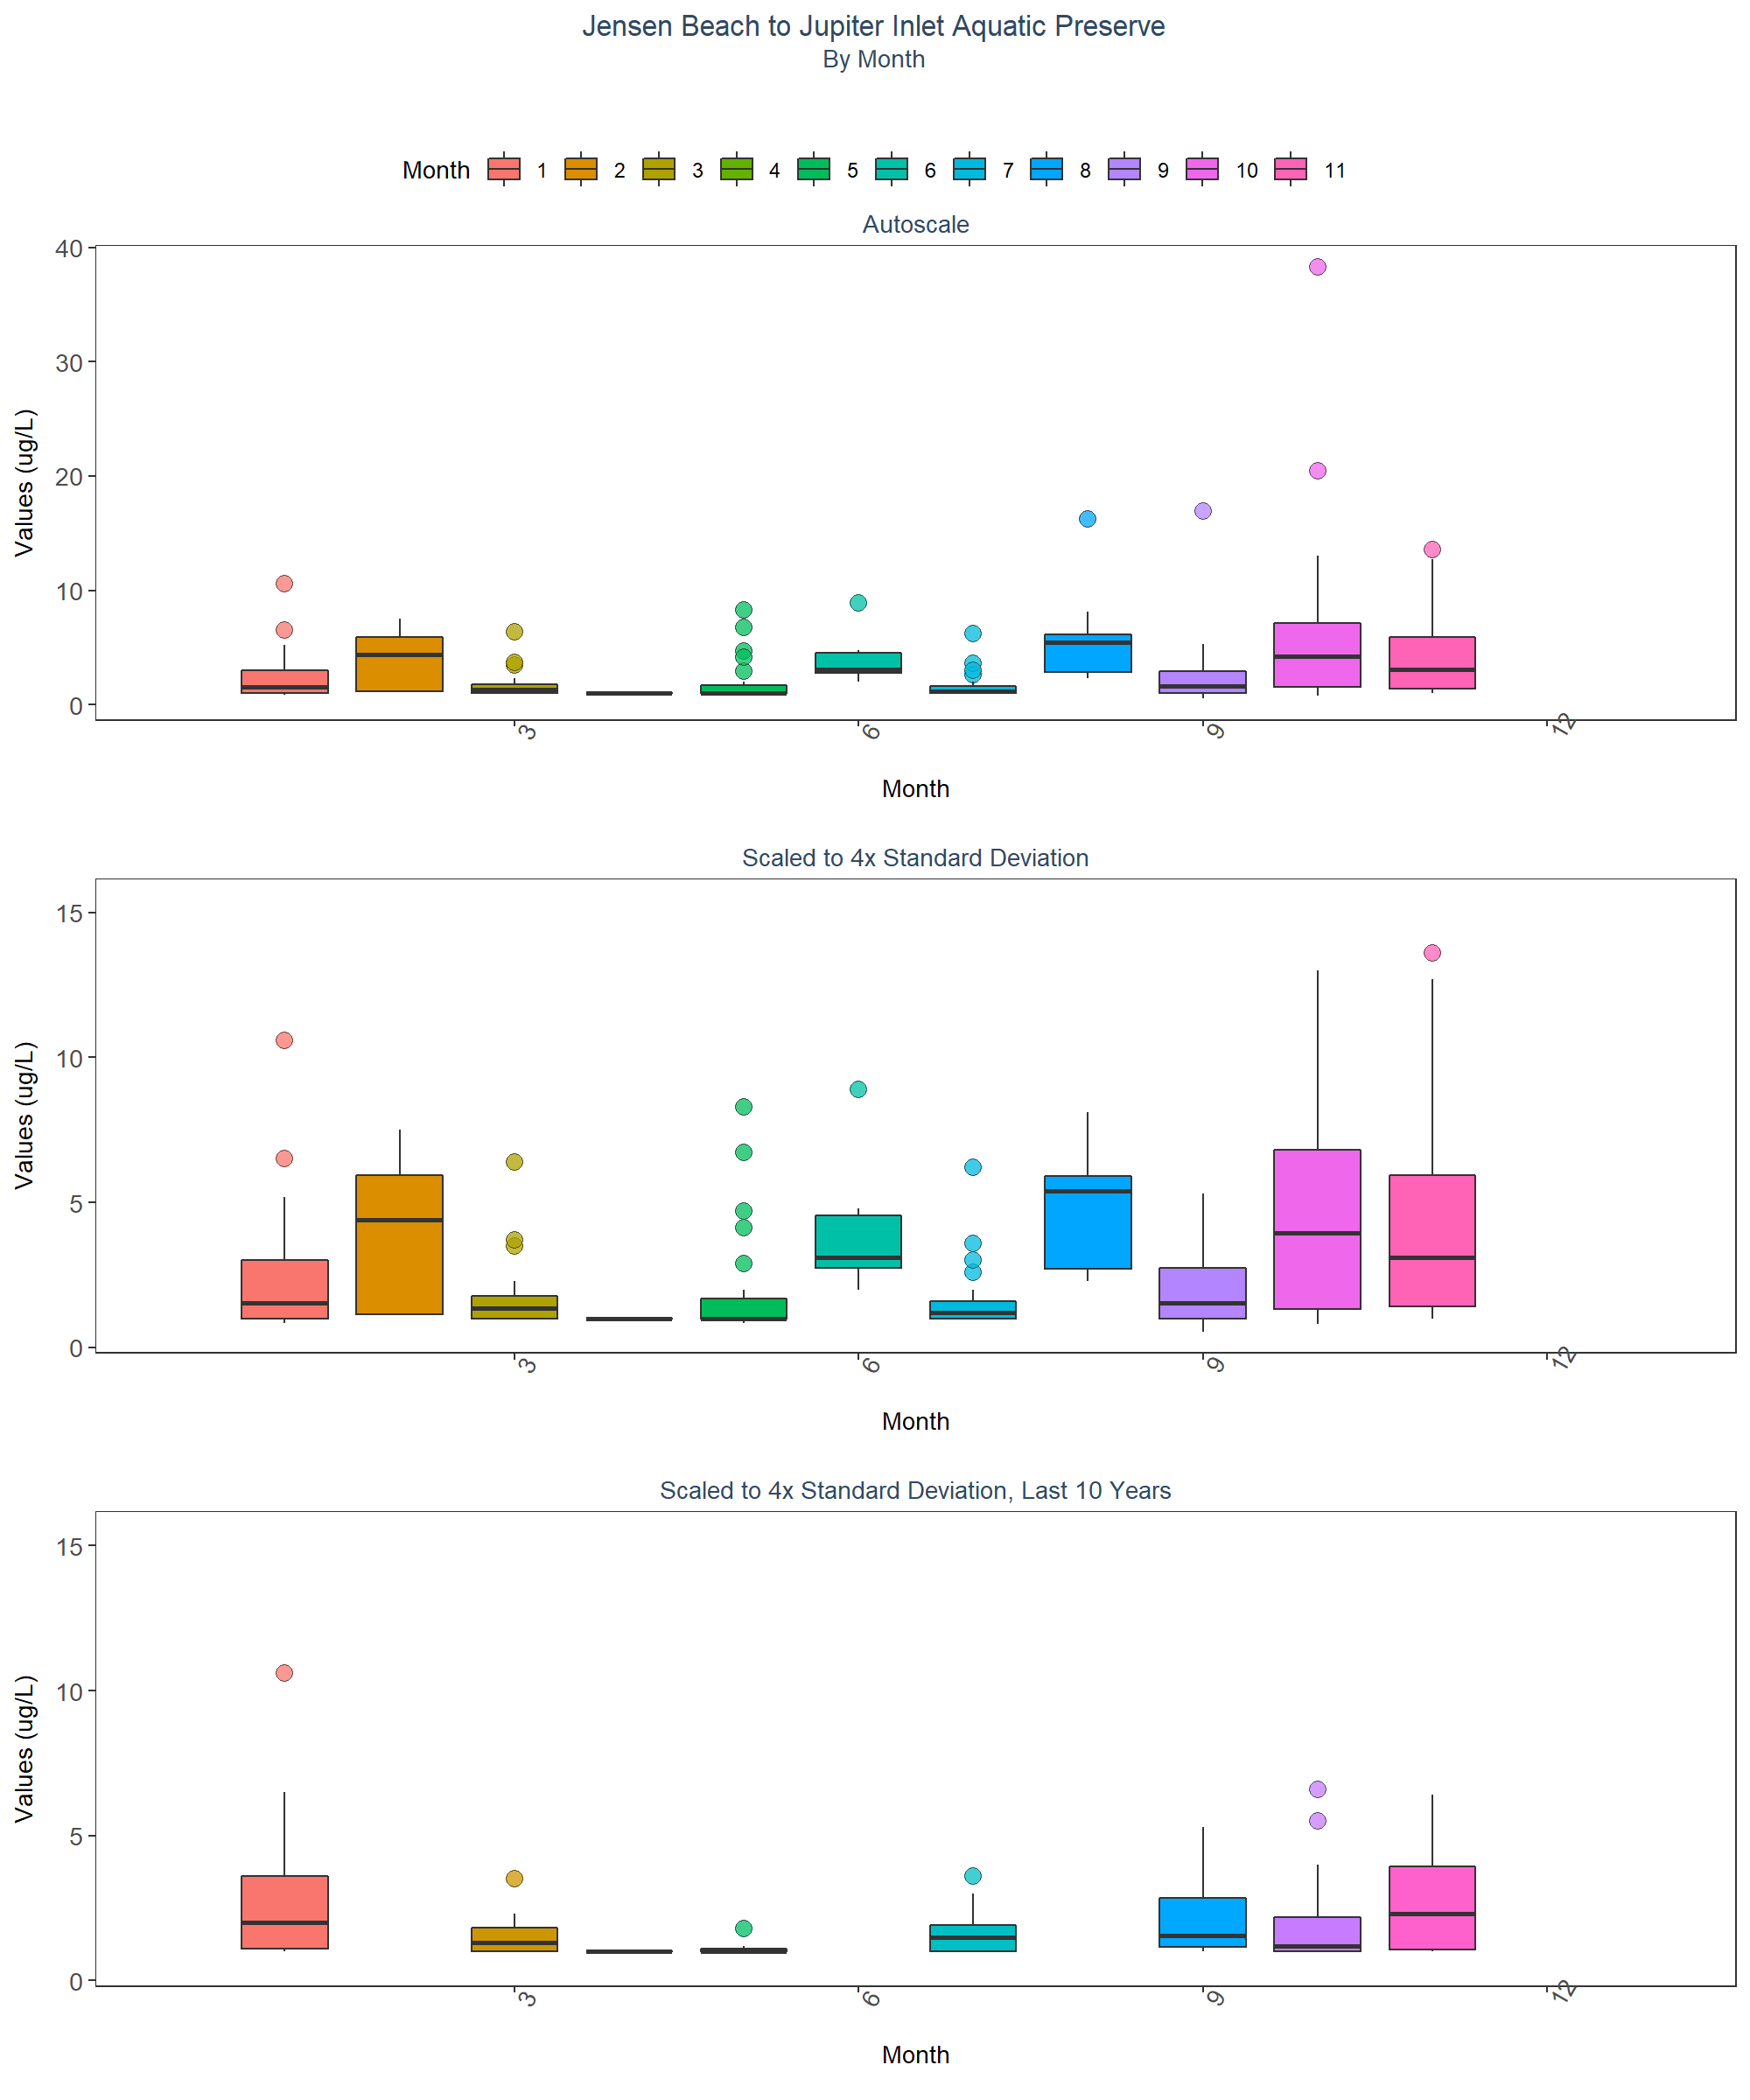 Jensen Beach to Jupiter Inlet Aquatic Preserve
By Month
Month 1 2 3 4 5 6 7 8 9 10 11
Autoscale
40
30
20
10
0
Values (ug/L)
3 6 9 12
Month
Scaled to 4x Standard Deviation
15
10
5
0
Values (ug/L)
3 6 9 12
Month
Scaled to 4x Standard Deviation, Last 10 Years
15
10
5
0
Values (ug/L)
3 6 9 12
Month